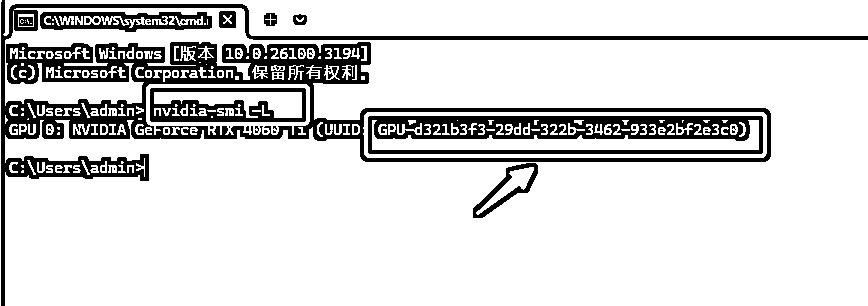 C:\WINDOWS\system32\cmd.
Microsoft Windows [版本 10.0.26100.3194]
(c) Microsoft Corporation. 保留所有权利。
C:\Users\admin> nvidia-smi -L
GPU 0: NVIDIA GeForce RTX 4060 Ti (UUID: GPU-d321b3f3-29dd-322b-3462-933e2bf2e3c0)
C:\Users\admin>